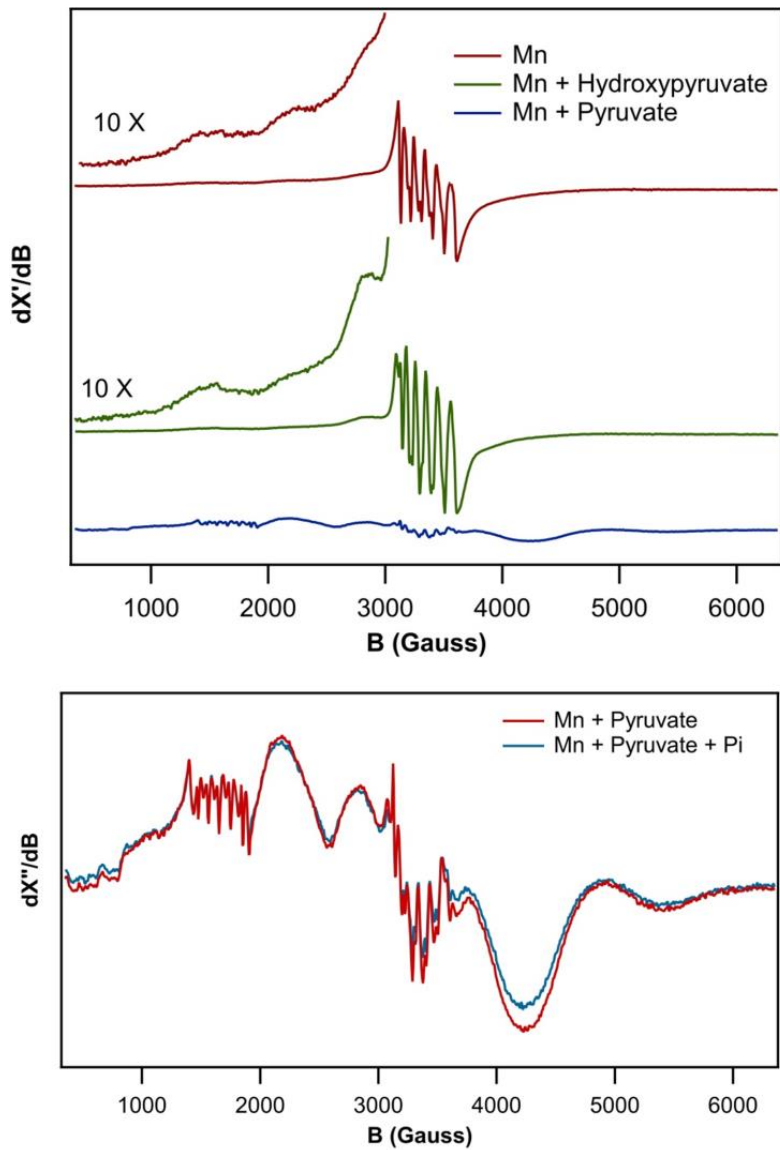 Mn
Mn + Hydroxypyruvate
Mn + Pyruvate
10 X
10 X
dX'/dB
1000 2000 3000 4000 5000 6000
B (Gauss)
Mn + Pyruvate
Mn + Pyruvate + Pi
dX"/dB
1000 2000 3000 4000 5000 6000
B (Gauss)